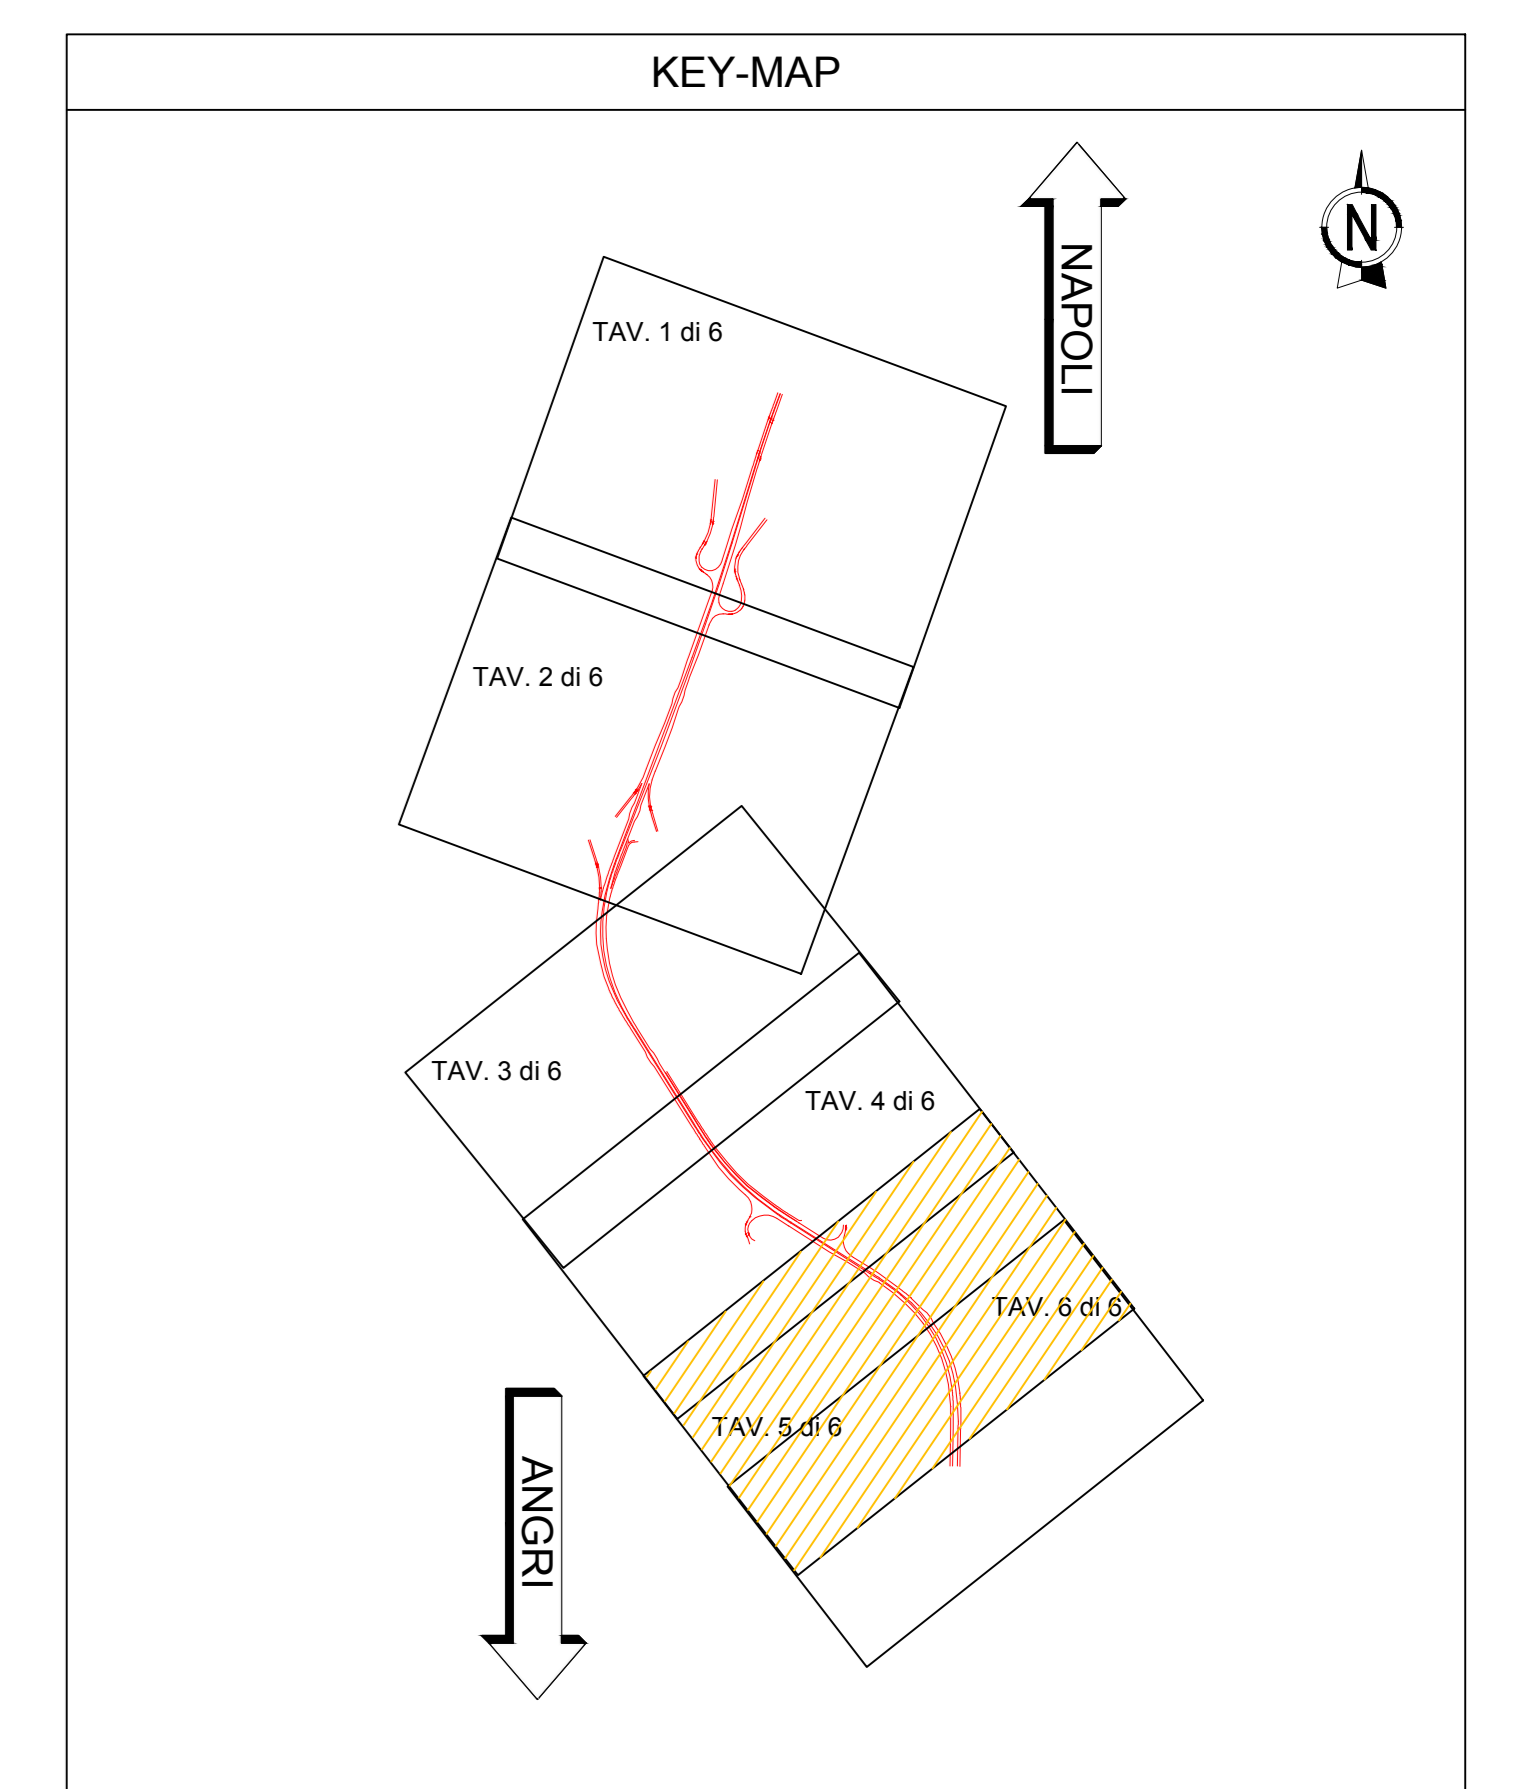 KEY-MAP
N
NAPOLI
TAV. 1 di 6
TAV. 2 di 6
TAV. 3 di 6
TAV. 4 di 6
TAV. 6 di 6
TAV. 5 di 6
ANGRI